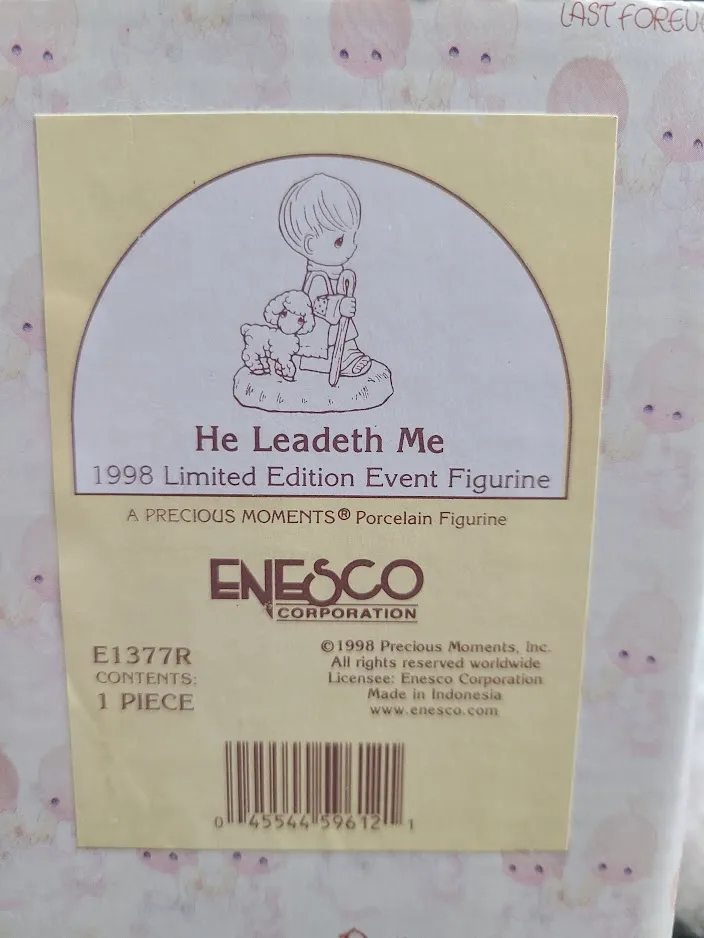 LAST FOREV
He Leadeth Me
1998 Limited Edition Event Figurine
A PRECIOUS MOMENTS® Porcelain Figurine
ENESCO
CORPORATION
E1377R
CONTENTS:
1 PIECE
©1998 Precious Moments, Inc.
All rights reserved worldwide
Licensee: Enesco Corporation
Made in Indonesia
www.enesco.com
0 45544 59612 1